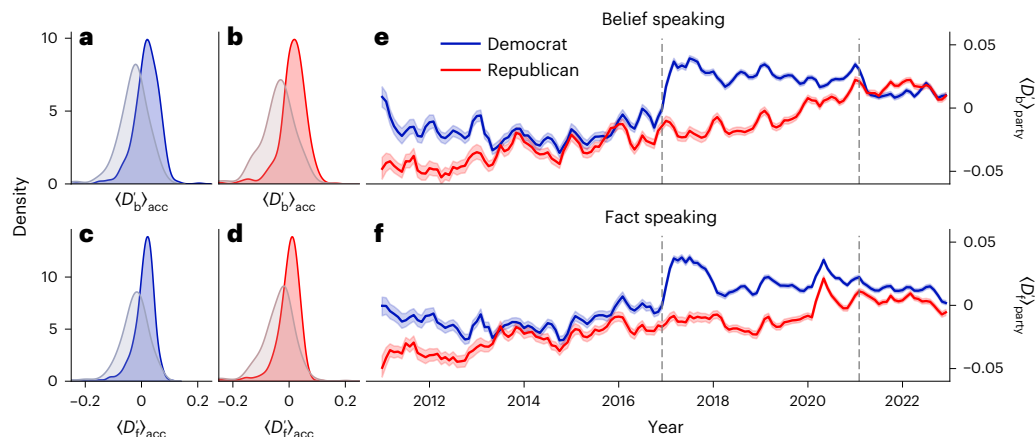 Belief speaking
a
b
e
Democrat
Republican
10
5
0
0.05
0
−0.05
⟨D′b⟩acc
⟨D′b⟩acc
⟨D′b⟩party
Density
Fact speaking
c
d
f
10
5
0
0.05
0
−0.05
⟨D′f⟩party
−0.2
0
0.2
−0.2
0
0.2
2012
2014
2016
2018
2020
2022
⟨D′f⟩acc
⟨D′f⟩acc
Year